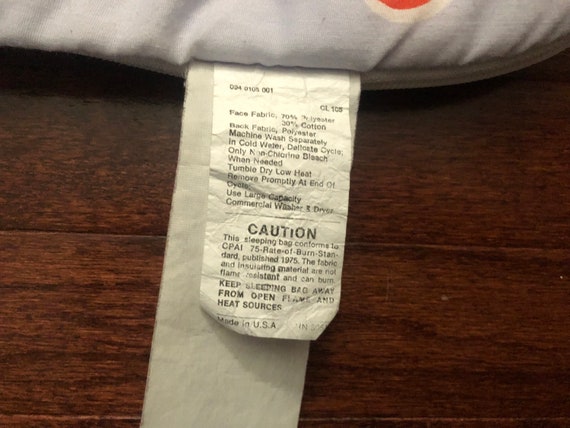 094 0105 001
CL 105
Face Fabric; 70% Polyester
30% Cotton
Back Fabric, Polyester
Machine Wash Separately
In Cold Water, Delicate Cycle;
Only Non-Chlorine Bleach
When Needed
Tumble Dry Low Heat
Remove Promptly At End Of
Cycle;
Use Large Capacity
Commercial Washer & Dryer
CAUTION
This sleeping bag conforms to
CPAI 75-Rate-of-Burn-Stan-
dard, published 1975. The fabric
and insulating material are not
flame resistant and can burn.
KEEP SLEEPING BAG AWAY
FROM OPEN FLAME AND
HEAT SOURCES
Made in U.S.A.